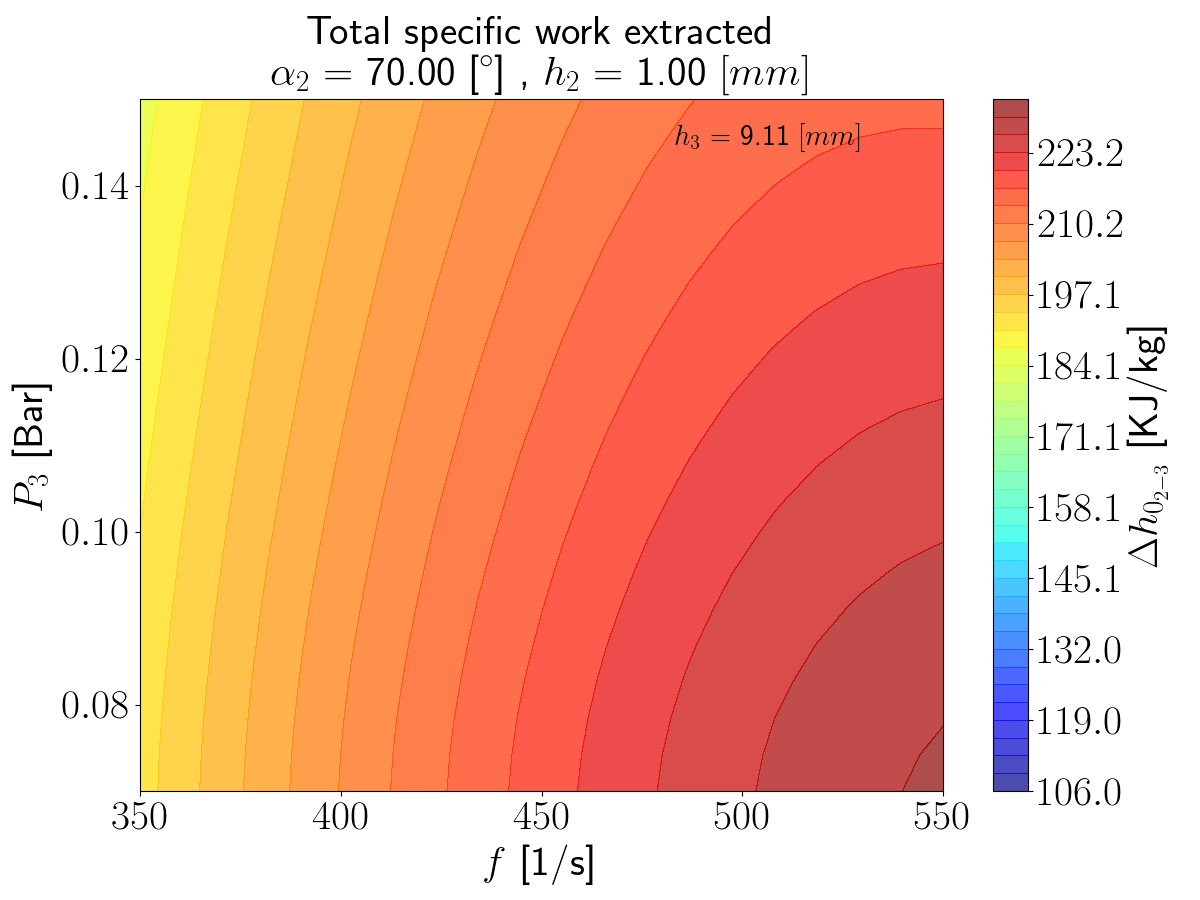 Total specific work extracted
α₂ = 70.00 [°] , h₂ = 1.00 [mm]
h₃ = 9.11 [mm]
P₃ [Bar]
0.14
0.12
0.10
0.08
350 400 450 500 550
f [1/s]
223.2
210.2
197.1
184.1
171.1
158.1
145.1
132.0
119.0
106.0
Δh₀₂₋₃ [KJ/kg]